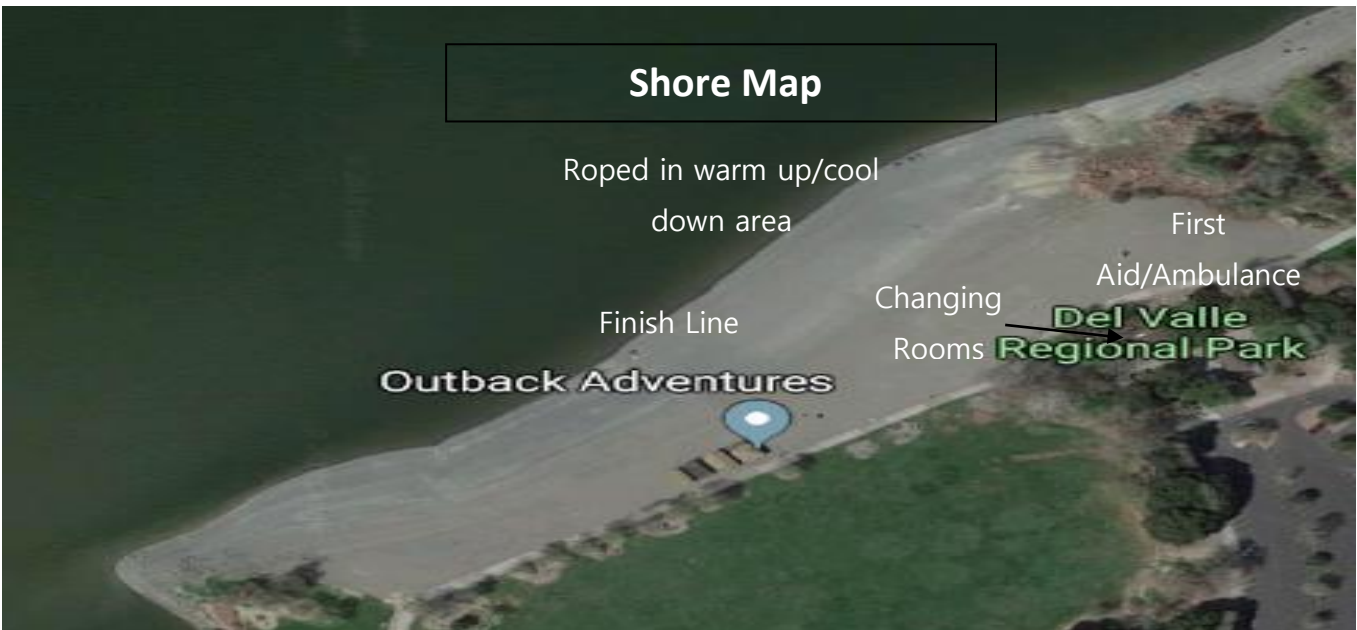 Shore Map
Roped in warm up/cool
down area
First
Aid/Ambulance
Changing
Rooms
Finish Line
Del Valle
Regional Park
Outback Adventures